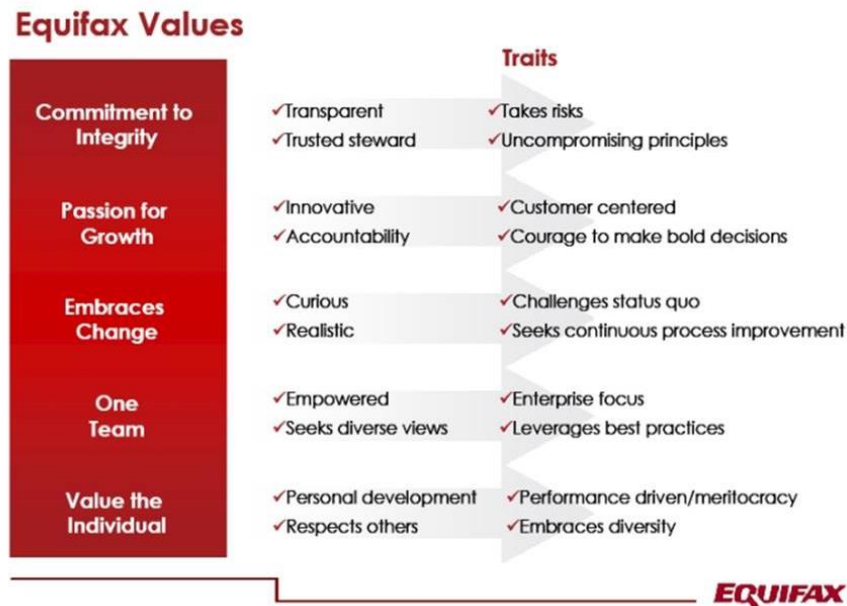 Equifax Values
Traits
Commitment to
Integrity
✓Transparent
✓Takes risks
✓Trusted steward
✓Uncompromising principles
Passion for
Growth
✓Innovative
✓Customer centered
✓Accountability
✓Courage to make bold decisions
Embraces
Change
✓Curious
✓Challenges status quo
✓Realistic
✓Seeks continuous process improvement
One
Team
✓Empowered
✓Enterprise focus
✓Seeks diverse views
✓Leverages best practices
Value the
Individual
✓Personal development
✓Performance driven/meritocracy
✓Respects others
✓Embraces diversity
EQUIFAX